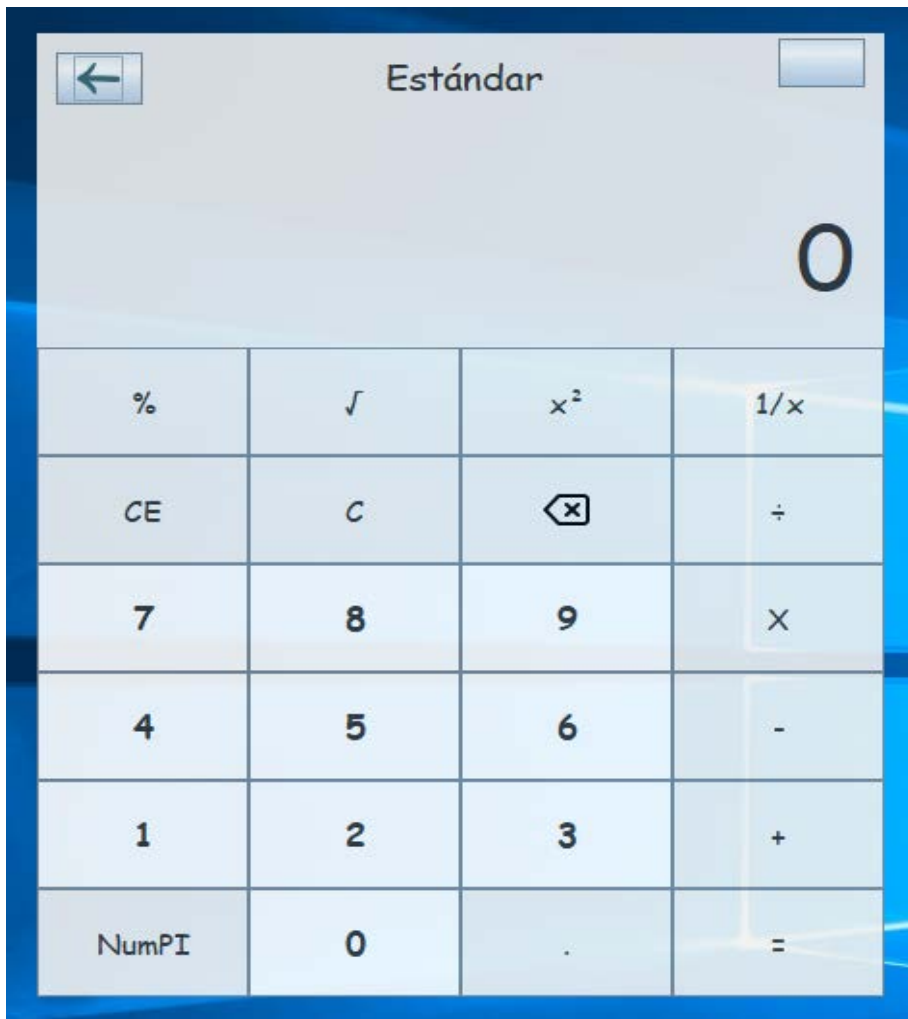 Estándar
0
% √ x² 1/x
CE C ÷
7 8 9 X
4 5 6 -
1 2 3 +
NumPI 0 . =